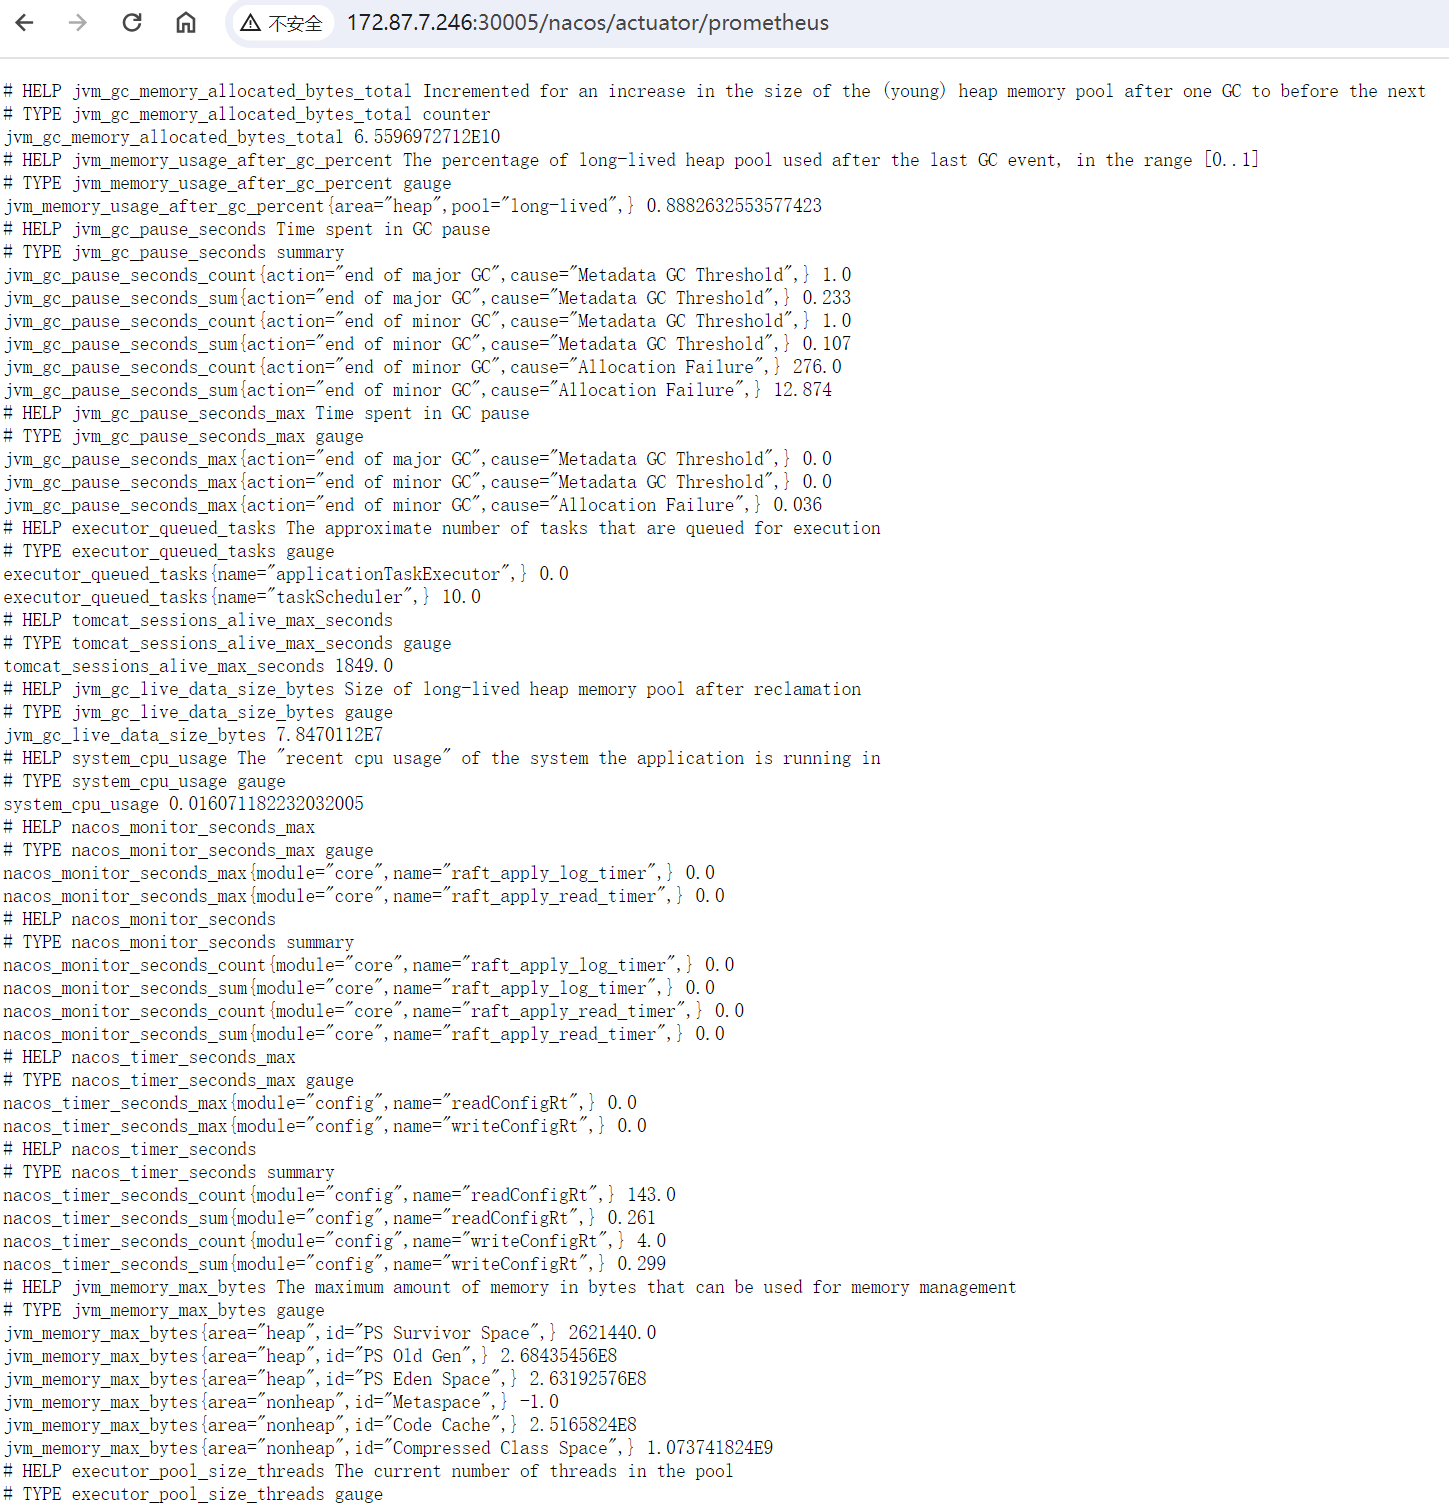 不安全 172.87.7.246:30005/nacos/actuator/prometheus
# HELP jvm_gc_memory_allocated_bytes_total Incremented for an increase in the size of the (young) heap memory pool after one GC to before the next
# TYPE jvm_gc_memory_allocated_bytes_total counter
jvm_gc_memory_allocated_bytes_total 6.5596972712E10
# HELP jvm_memory_usage_after_gc_percent The percentage of long-lived heap pool used after the last GC event, in the range [0..1]
# TYPE jvm_memory_usage_after_gc_percent gauge
jvm_memory_usage_after_gc_percent{area="heap",pool="long-lived",} 0.8882632553577423
# HELP jvm_gc_pause_seconds Time spent in GC pause
# TYPE jvm_gc_pause_seconds summary
jvm_gc_pause_seconds_count{action="end of major GC",cause="Metadata GC Threshold",} 1.0
jvm_gc_pause_seconds_sum{action="end of major GC",cause="Metadata GC Threshold",} 0.233
jvm_gc_pause_seconds_count{action="end of minor GC",cause="Metadata GC Threshold",} 1.0
jvm_gc_pause_seconds_sum{action="end of minor GC",cause="Metadata GC Threshold",} 0.107
jvm_gc_pause_seconds_count{action="end of minor GC",cause="Allocation Failure",} 276.0
jvm_gc_pause_seconds_sum{action="end of minor GC",cause="Allocation Failure",} 12.874
# HELP jvm_gc_pause_seconds_max Time spent in GC pause
# TYPE jvm_gc_pause_seconds_max gauge
jvm_gc_pause_seconds_max{action="end of major GC",cause="Metadata GC Threshold",} 0.0
jvm_gc_pause_seconds_max{action="end of minor GC",cause="Metadata GC Threshold",} 0.0
jvm_gc_pause_seconds_max{action="end of minor GC",cause="Allocation Failure",} 0.036
# HELP executor_queued_tasks The approximate number of tasks that are queued for execution
# TYPE executor_queued_tasks gauge
executor_queued_tasks{name="applicationTaskExecutor",} 0.0
executor_queued_tasks{name="taskScheduler",} 10.0
# HELP tomcat_sessions_alive_max_seconds
# TYPE tomcat_sessions_alive_max_seconds gauge
tomcat_sessions_alive_max_seconds 1849.0
# HELP jvm_gc_live_data_size_bytes Size of long-lived heap memory pool after reclamation
# TYPE jvm_gc_live_data_size_bytes gauge
jvm_gc_live_data_size_bytes 7.8470112E7
# HELP system_cpu_usage The "recent cpu usage" of the system the application is running in
# TYPE system_cpu_usage gauge
system_cpu_usage 0.016071182232032005
# HELP nacos_monitor_seconds_max
# TYPE nacos_monitor_seconds_max gauge
nacos_monitor_seconds_max{module="core",name="raft_apply_log_timer",} 0.0
nacos_monitor_seconds_max{module="core",name="raft_apply_read_timer",} 0.0
# HELP nacos_monitor_seconds
# TYPE nacos_monitor_seconds summary
nacos_monitor_seconds_count{module="core",name="raft_apply_log_timer",} 0.0
nacos_monitor_seconds_sum{module="core",name="raft_apply_log_timer",} 0.0
nacos_monitor_seconds_count{module="core",name="raft_apply_read_timer",} 0.0
nacos_monitor_seconds_sum{module="core",name="raft_apply_read_timer",} 0.0
# HELP nacos_timer_seconds_max
# TYPE nacos_timer_seconds_max gauge
nacos_timer_seconds_max{module="config",name="readConfigRt",} 0.0
nacos_timer_seconds_max{module="config",name="writeConfigRt",} 0.0
# HELP nacos_timer_seconds
# TYPE nacos_timer_seconds summary
nacos_timer_seconds_count{module="config",name="readConfigRt",} 143.0
nacos_timer_seconds_sum{module="config",name="readConfigRt",} 0.261
nacos_timer_seconds_count{module="config",name="writeConfigRt",} 4.0
nacos_timer_seconds_sum{module="config",name="writeConfigRt",} 0.299
# HELP jvm_memory_max_bytes The maximum amount of memory in bytes that can be used for memory management
# TYPE jvm_memory_max_bytes gauge
jvm_memory_max_bytes{area="heap",id="PS Survivor Space",} 2621440.0
jvm_memory_max_bytes{area="heap",id="PS Old Gen",} 2.68435456E8
jvm_memory_max_bytes{area="heap",id="PS Eden Space",} 2.63192576E8
jvm_memory_max_bytes{area="nonheap",id="Metaspace",} -1.0
jvm_memory_max_bytes{area="nonheap",id="Code Cache",} 2.5165824E8
jvm_memory_max_bytes{area="nonheap",id="Compressed Class Space",} 1.073741824E9
# HELP executor_pool_size_threads The current number of threads in the pool
# TYPE executor_pool_size_threads gauge